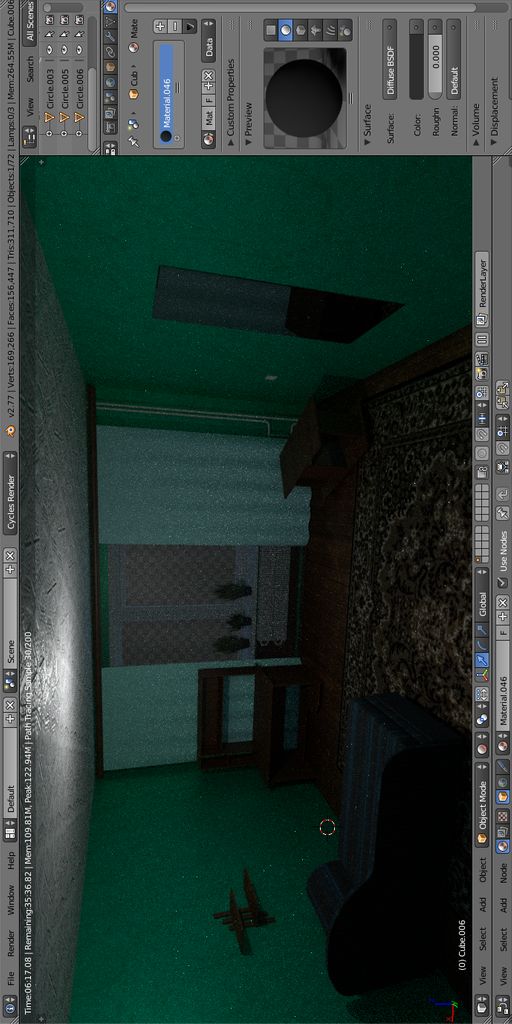 File
Render
Window
Help
Default
Scene
Cycles Render
v2.77 | Verts:169,266 | Faces:156,447 | Tris:311,710 | Objects:1/72 | Lamps:0/3 | Mem:264.55M | Cube.006
Time:06:17.08 | Remaining:35:36.82 | Mem:109.81M, Peak:122.94M | Path Tracing Sample 30/200
(0) Cube.006
View
Select
Add
Object
Object Mode
Global
RenderLayer
View
Select
Add
Node
Material.046
F
Use Nodes
View
Search
All Scenes
Circle.003
Circle.005
Circle.006
Cub
Mate
Material.046
Mat
F
Data
Custom Properties
Preview
Surface
Surface:
Diffuse BSDF
Color:
Roughn
0.000
Normal:
Default
Volume
Displacement